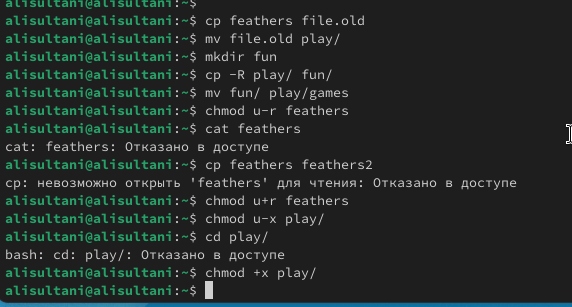 alisultani@alisultani:~$
alisultani@alisultani:~$ cp feathers file.old
alisultani@alisultani:~$ mv file.old play/
alisultani@alisultani:~$ mkdir fun
alisultani@alisultani:~$ cp -R play/ fun/
alisultani@alisultani:~$ mv fun/ play/games
alisultani@alisultani:~$ chmod u-r feathers
alisultani@alisultani:~$ cat feathers
cat: feathers: Отказано в доступе
alisultani@alisultani:~$ cp feathers feathers2
cp: невозможно открыть 'feathers' для чтения: Отказано в доступе
alisultani@alisultani:~$ chmod u+r feathers
alisultani@alisultani:~$ chmod u-x play/
alisultani@alisultani:~$ cd play/
bash: cd: play/: Отказано в доступе
alisultani@alisultani:~$ chmod +x play/
alisultani@alisultani:~$